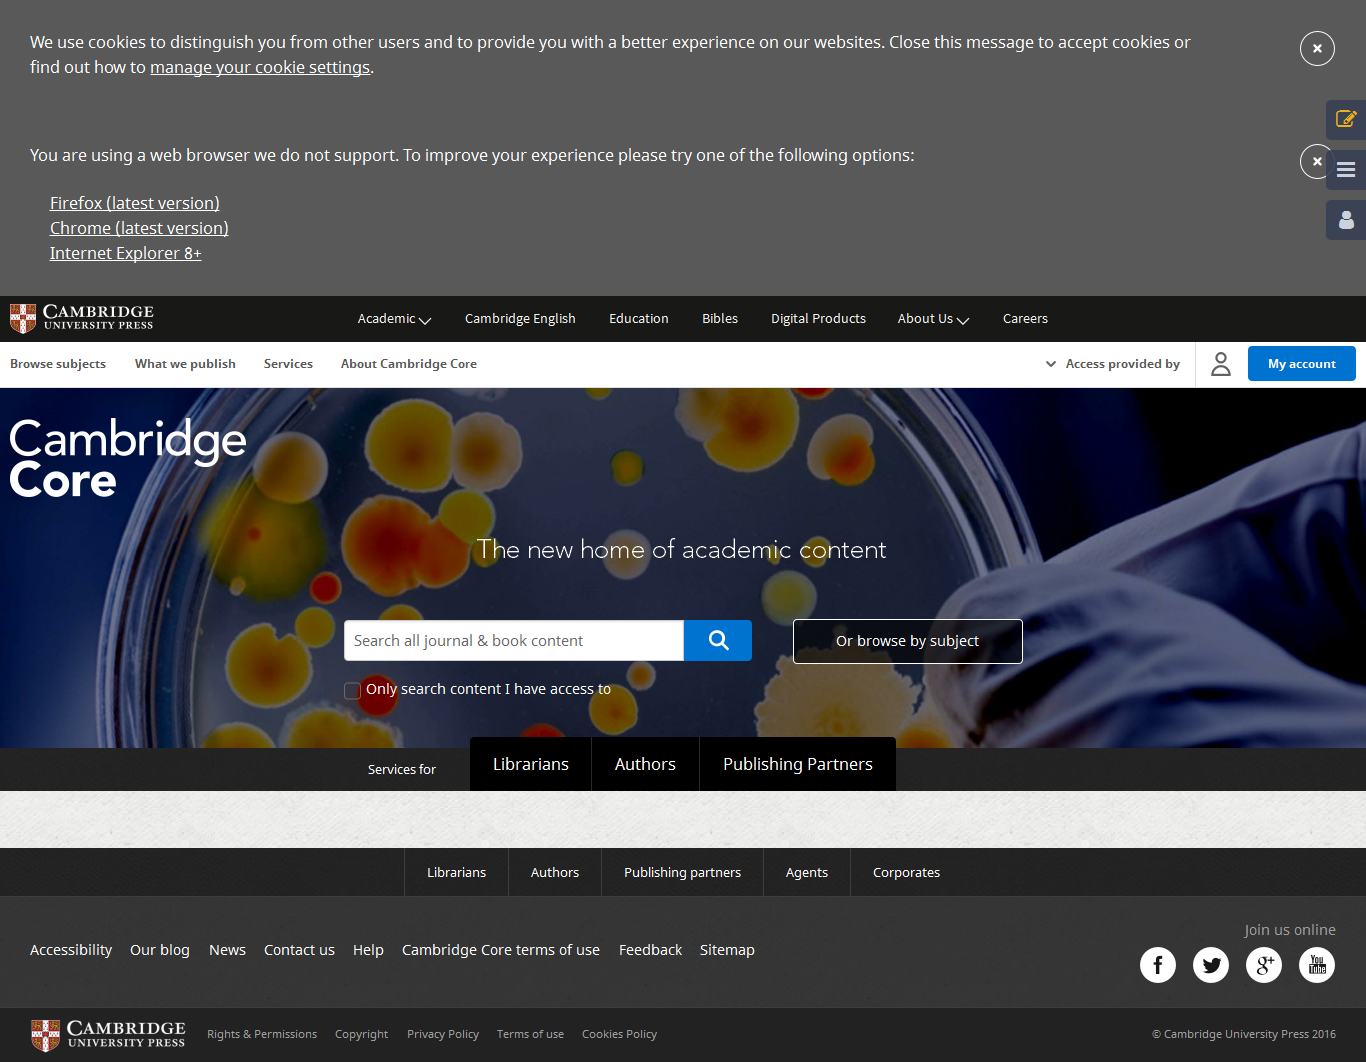 We use cookies to distinguish you from other users and to provide you with a better experience on our websites. Close this message to accept cookies or
find out how to manage your cookie settings.
You are using a web browser we do not support. To improve your experience please try one of the following options:
Firefox (latest version)
Chrome (latest version)
Internet Explorer 8+
CAMBRIDGE
UNIVERSITY PRESS
Academic Cambridge English Education Bibles Digital Products About Us Careers
Browse subjects What we publish Services About Cambridge Core Access provided by My account
Cambridge
Core
The new home of academic content
Search all journal & book content Or browse by subject
Only search content I have access to
Services for Librarians Authors Publishing Partners
Librarians Authors Publishing partners Agents Corporates
Join us online
Accessibility Our blog News Contact us Help Cambridge Core terms of use Feedback Sitemap
f g+ You Tube
CAMBRIDGE
UNIVERSITY PRESS
Rights & Permissions Copyright Privacy Policy Terms of use Cookies Policy © Cambridge University Press 2016